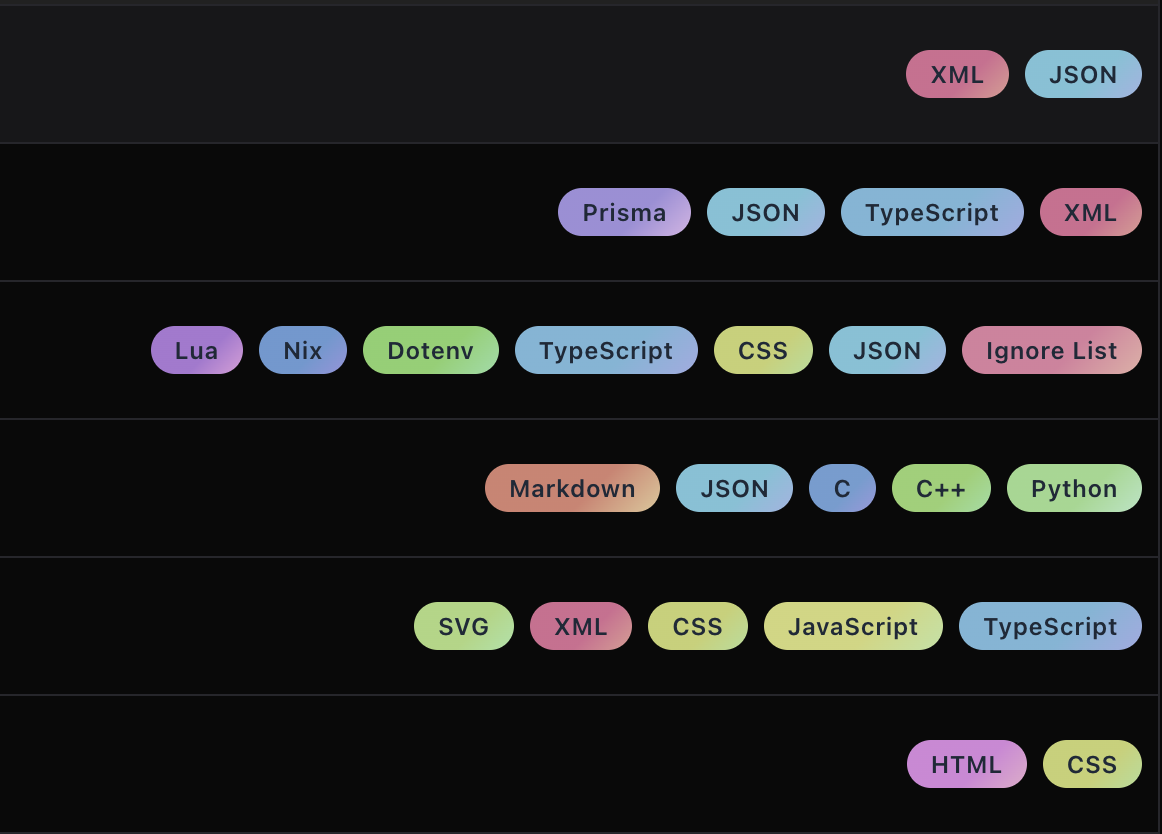 XML JSON
Prisma JSON TypeScript XML
Lua Nix Dotenv TypeScript CSS JSON Ignore List
Markdown JSON C C++ Python
SVG XML CSS JavaScript TypeScript
HTML CSS